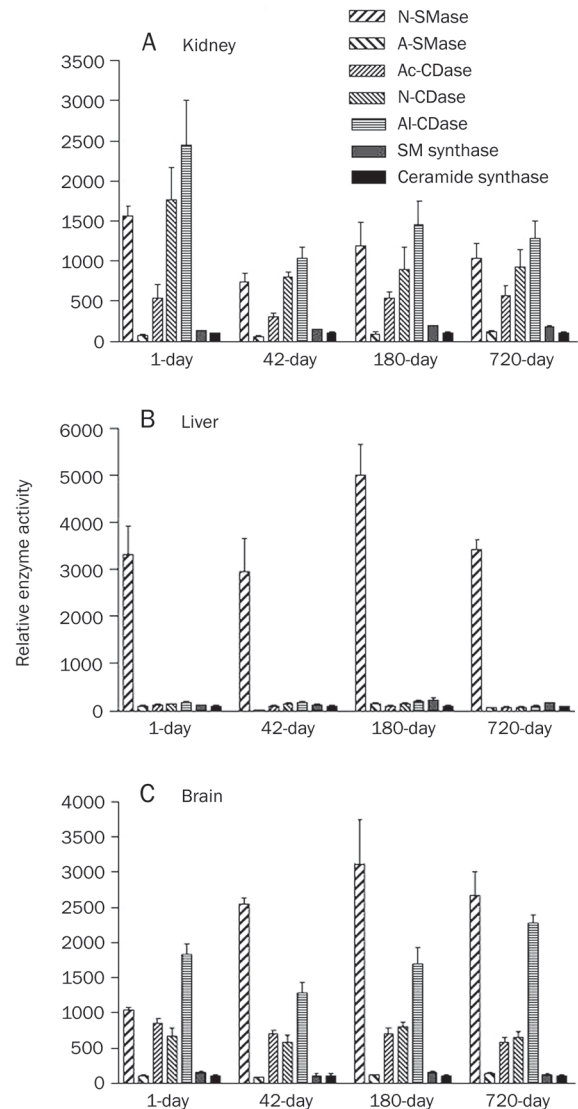 A Kidney
N-SMase
A-SMase
Ac-CDase
N-CDase
Al-CDase
SM synthase
Ceramide synthase
3500
3000
2500
2000
1500
1000
500
0
1-day 42-day 180-day 720-day
B Liver
Relative enzyme activity
6000
5000
4000
3000
2000
1000
0
1-day 42-day 180-day 720-day
C Brain
4000
3500
3000
2500
2000
1500
1000
500
0
1-day 42-day 180-day 720-day